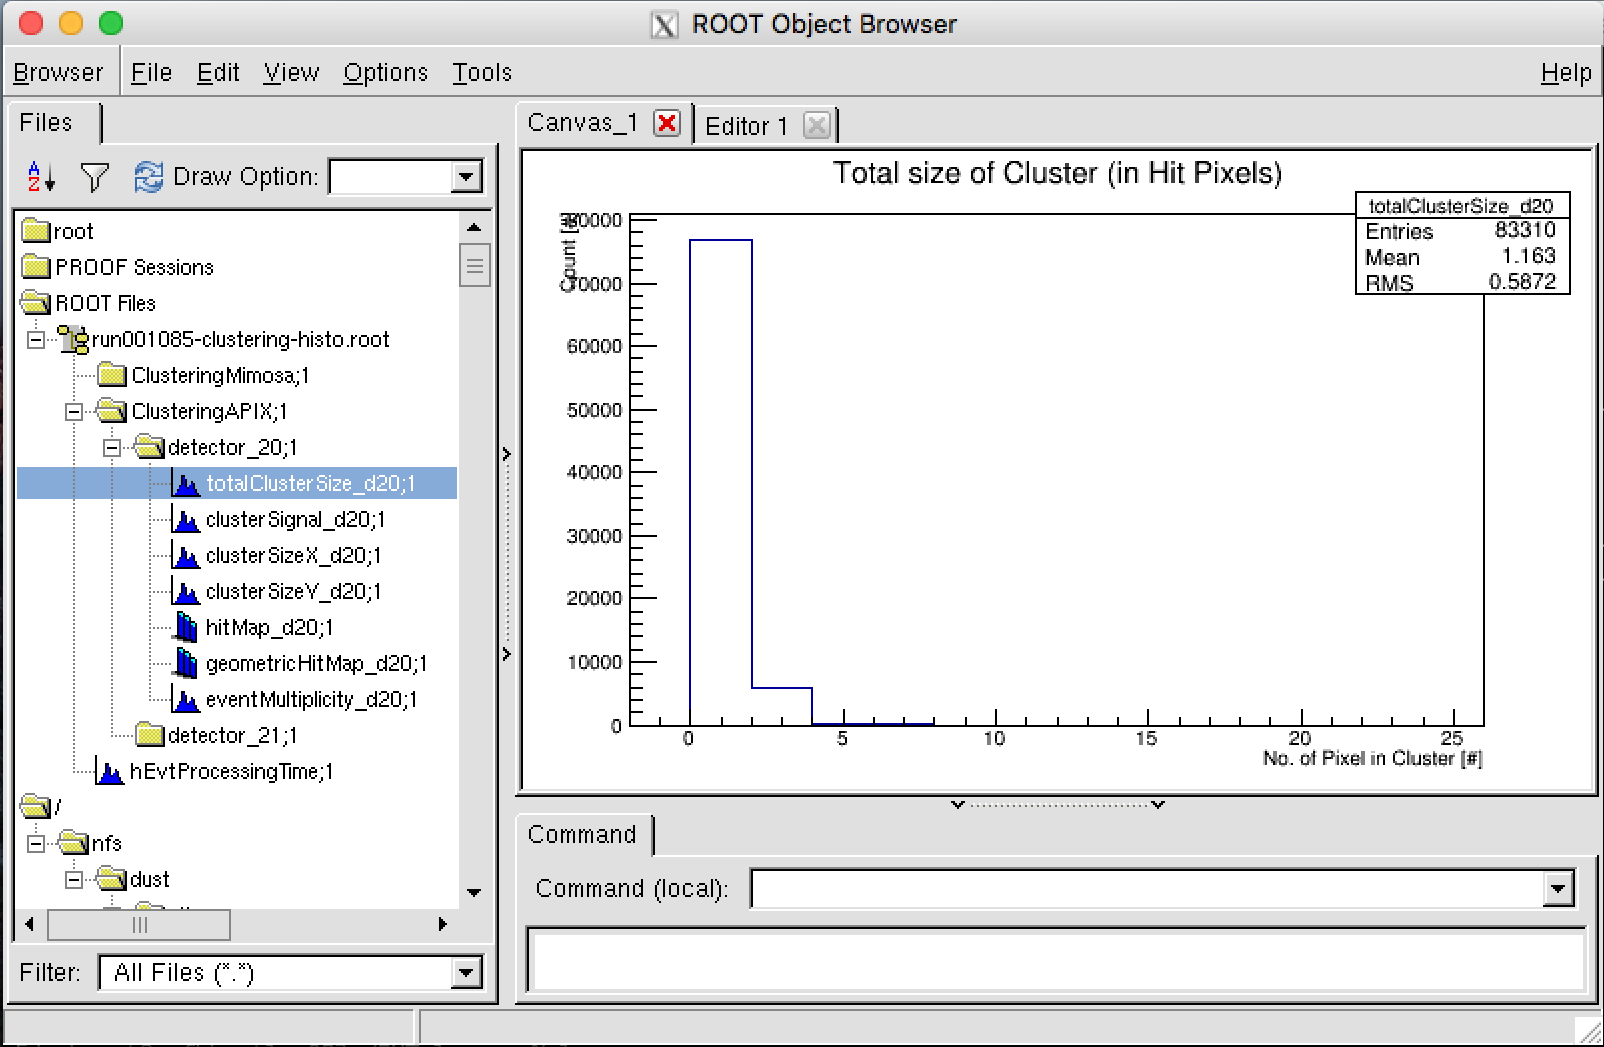 ROOT Object Browser
Browser File Edit View Options Tools Help
Files
Draw Option:
root
PROOF Sessions
ROOT Files
run001085-clustering-histo.root
ClusteringMimosa;1
ClusteringAPIX;1
detector_20;1
totalClusterSize_d20;1
clusterSignal_d20;1
clusterSizeX_d20;1
clusterSizeY_d20;1
hitMap_d20;1
geometricHitMap_d20;1
eventMultiplicity_d20;1
detector_21;1
hEvtProcessingTime;1
/
nfs
dust
Filter: All Files (*.*)
Canvas_1 Editor 1
Total size of Cluster (in Hit Pixels)
totalClusterSize_d20
Entries 83310
Mean 1.163
RMS 0.5872
Count [#]
80000
70000
60000
50000
40000
30000
20000
10000
0
0 5 10 15 20 25
No. of Pixel in Cluster [#]
Command
Command (local):